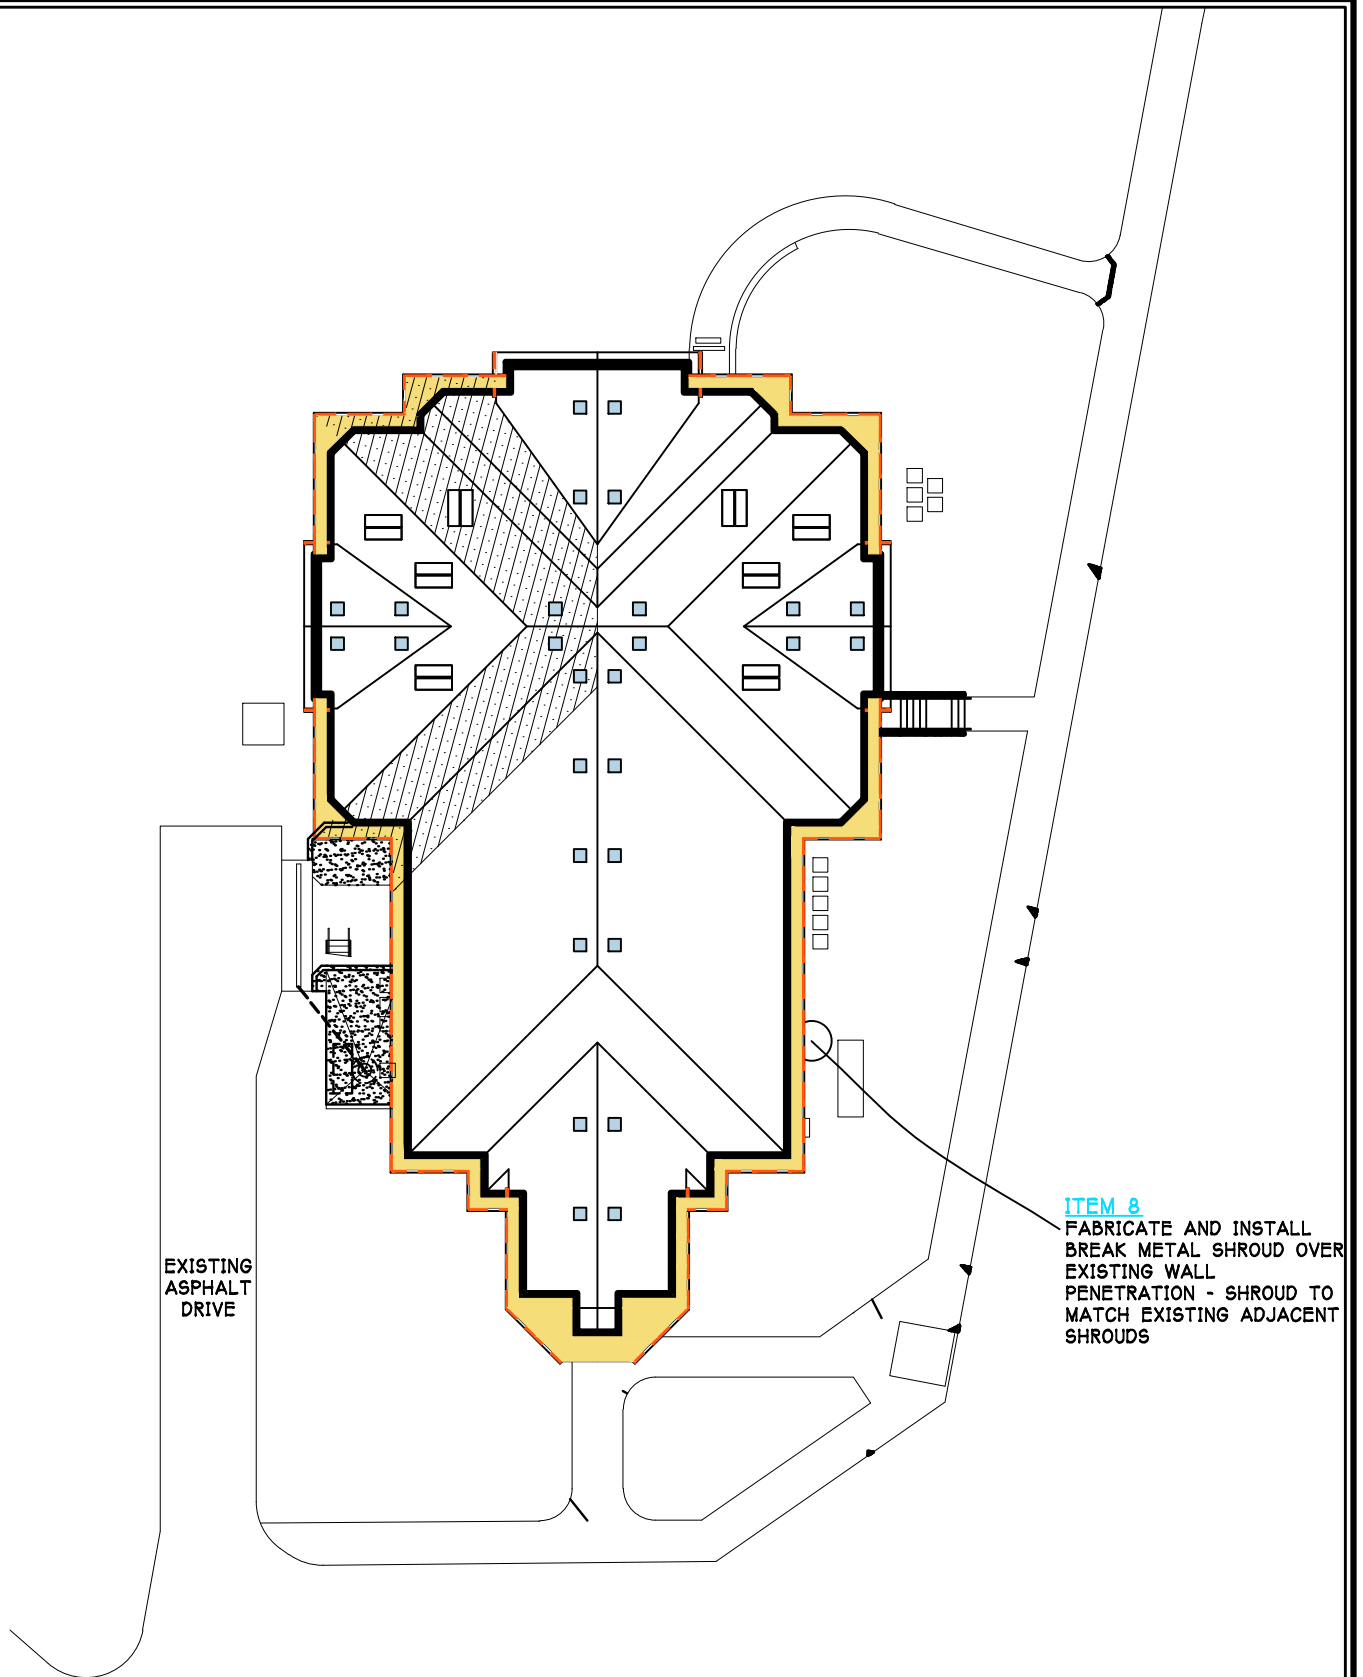 ITEM 8
FABRICATE AND INSTALL
BREAK METAL SHROUD OVER
EXISTING WALL
PENETRATION - SHROUD TO
MATCH EXISTING ADJACENT
SHROUDS
EXISTING
ASPHALT
DRIVE